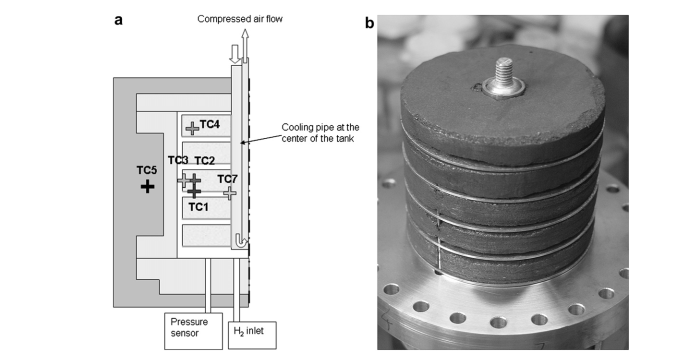 a
Compressed air flow
b
TC4
Cooling pipe at the
center of the tank
TC3 TC2
TC5
TC7
TC1
Pressure
sensor
H₂ inlet